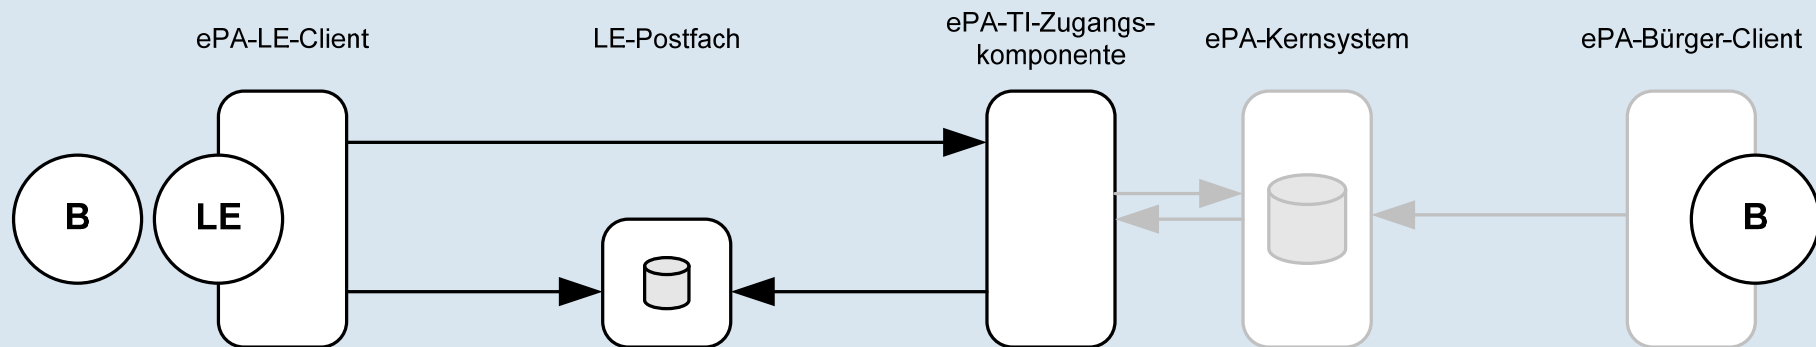 ePA-LE-Client
LE-Postfach
ePA-TI-Zugangs-
komponente
ePA-Kernsystem
ePA-Bürger-Client
B
LE
B